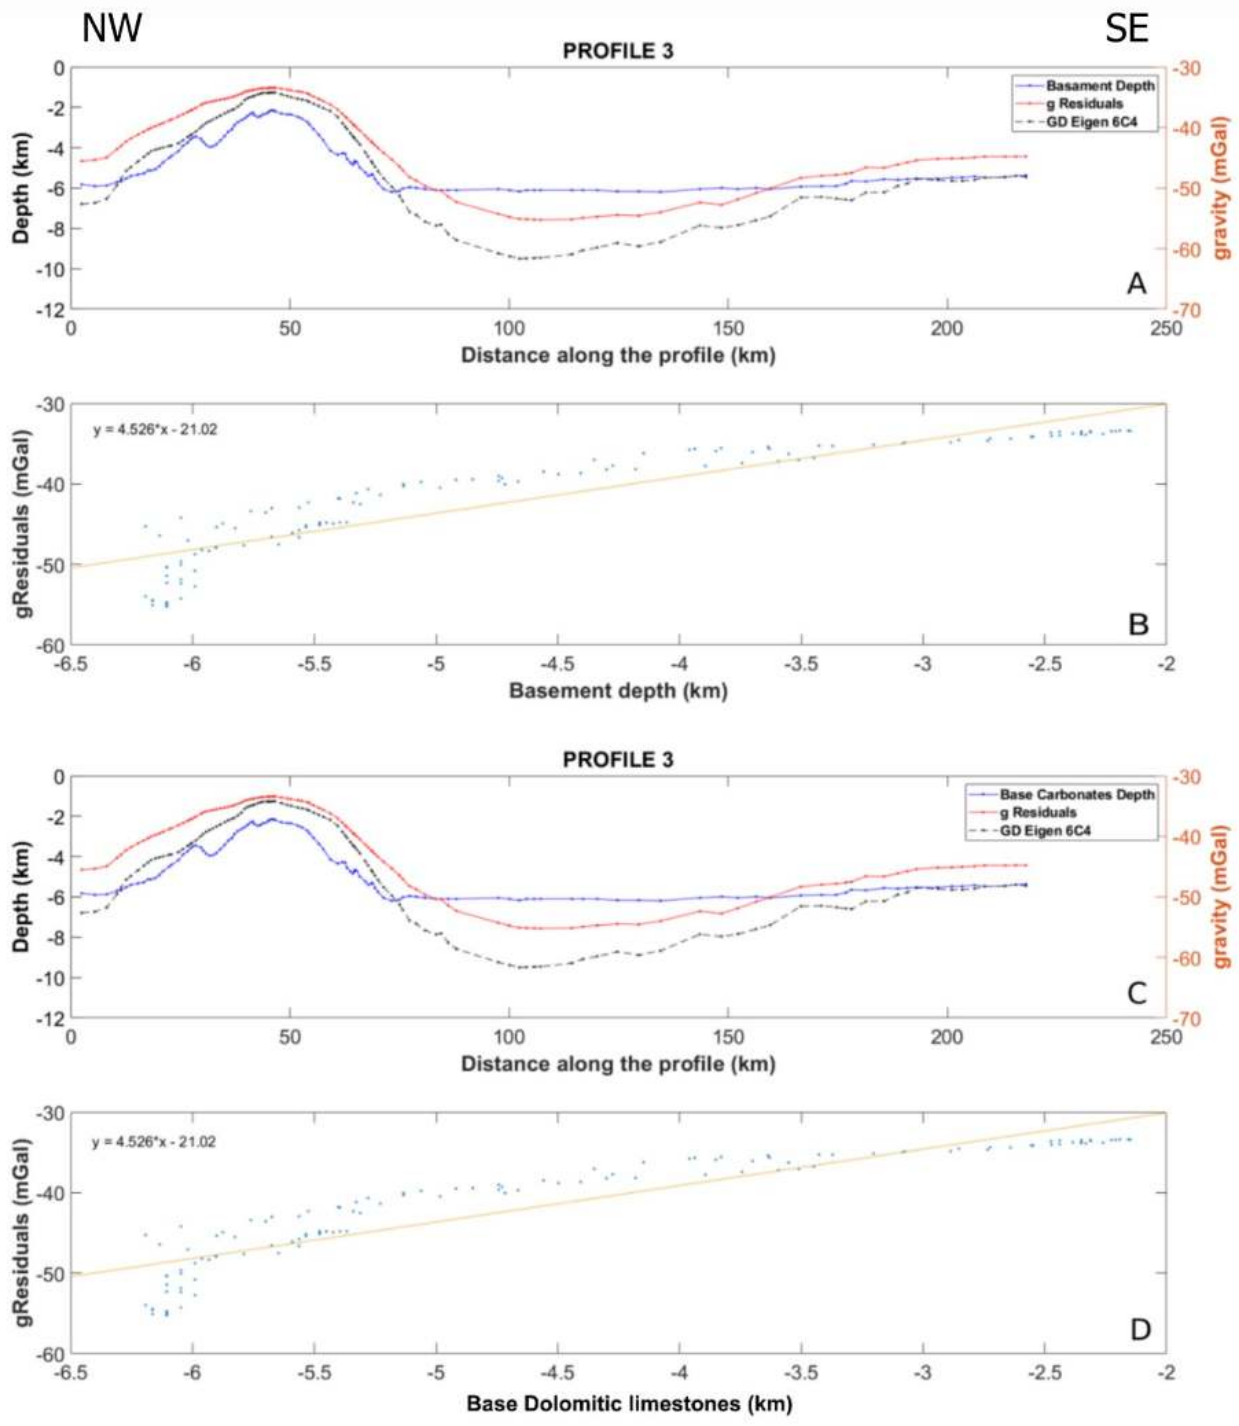 NW SE
PROFILE 3
Basament Depth
g Residuals
GD Eigen 6C4
0
-2
-4
-6
-8
-10
-12
Depth (km)
-30
-40
-50
-60
-70
gravity (mGal)
A
0 50 100 150 200 250
Distance along the profile (km)
y = 4.526*x - 21.02
-30
-40
-50
-60
gResiduals (mGal)
B
-6.5 -6 -5.5 -5 -4.5 -4 -3.5 -3 -2.5 -2
Basement depth (km)
PROFILE 3
Base Carbonates Depth
g Residuals
GD Eigen 6C4
0
-2
-4
-6
-8
-10
-12
Depth (km)
-30
-40
-50
-60
-70
gravity (mGal)
C
0 50 100 150 200 250
Distance along the profile (km)
y = 4.526*x - 21.02
-30
-40
-50
-60
gResiduals (mGal)
D
-6.5 -6 -5.5 -5 -4.5 -4 -3.5 -3 -2.5 -2
Base Dolomitic limestones (km)